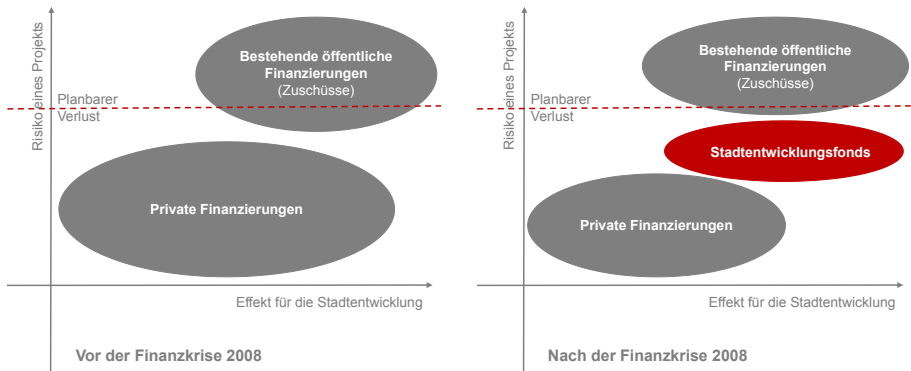 Risiko eines Projekts
Bestehende öffentliche
Finanzierungen
(Zuschüsse)
Planbarer
Verlust
Private Finanzierungen
Effekt für die Stadtentwicklung
Vor der Finanzkrise 2008
Risiko eines Projekts
Bestehende öffentliche
Finanzierungen
(Zuschüsse)
Planbarer
Verlust
Stadtentwicklungsfonds
Private Finanzierungen
Effekt für die Stadtentwicklung
Nach der Finanzkrise 2008